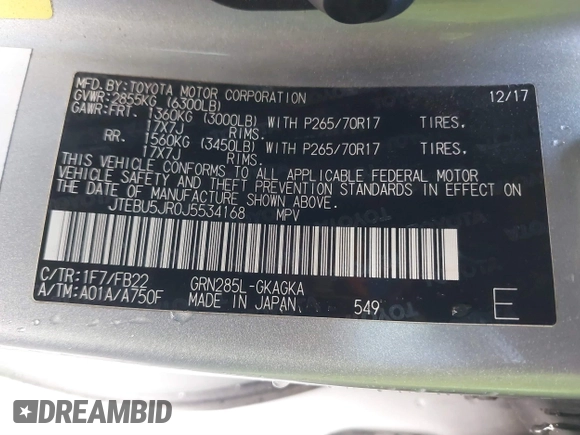 MFD. BY:TOYOTA MOTOR CORPORATION 12/17
GVWR: 2855KG (6300LB)
GAWR:FRT. 1360KG (3000LB) WITH P265/70R17 TIRES.
17X7J RIMS.
RR. 1560KG (3450LB) WITH P265/70R17 TIRES.
17X7J RIMS.
THIS VEHICLE CONFORMS TO ALL APPLICABLE FEDERAL MOTOR
VEHICLE SAFETY AND THEFT PREVENTION STANDARDS IN EFFECT ON
THE DATE OF MANUFACTURE SHOWN ABOVE.
JTEBU5JR0J5534168 MPV
C/TR:1F7/FB22 GRN285L-GKAGKA
A/TM:A01A/A750F MADE IN JAPAN 549 E
DREAMBID